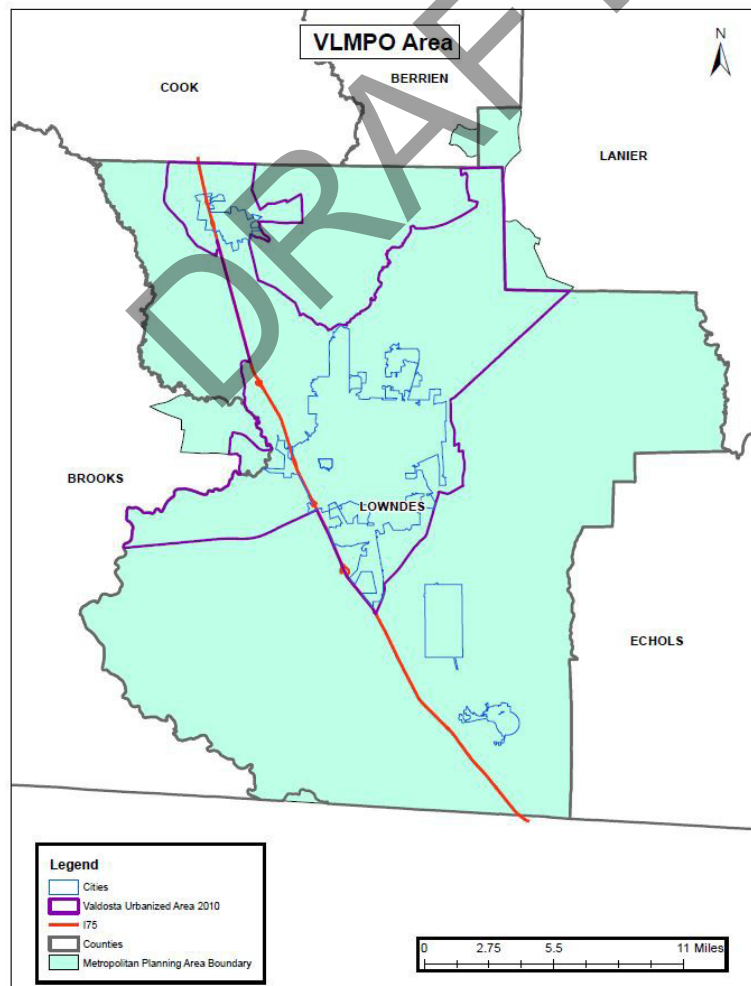 VLMPO Area
N
BERRIEN
COOK
LANIER
DRAFT
BROOKS
LOWNDES
ECHOLS
Legend
Cities
Valdosta Urbanized Area 2010
I75
Counties
Metropolitan Planning Area Boundary
0 2.75 5.5 11 Miles